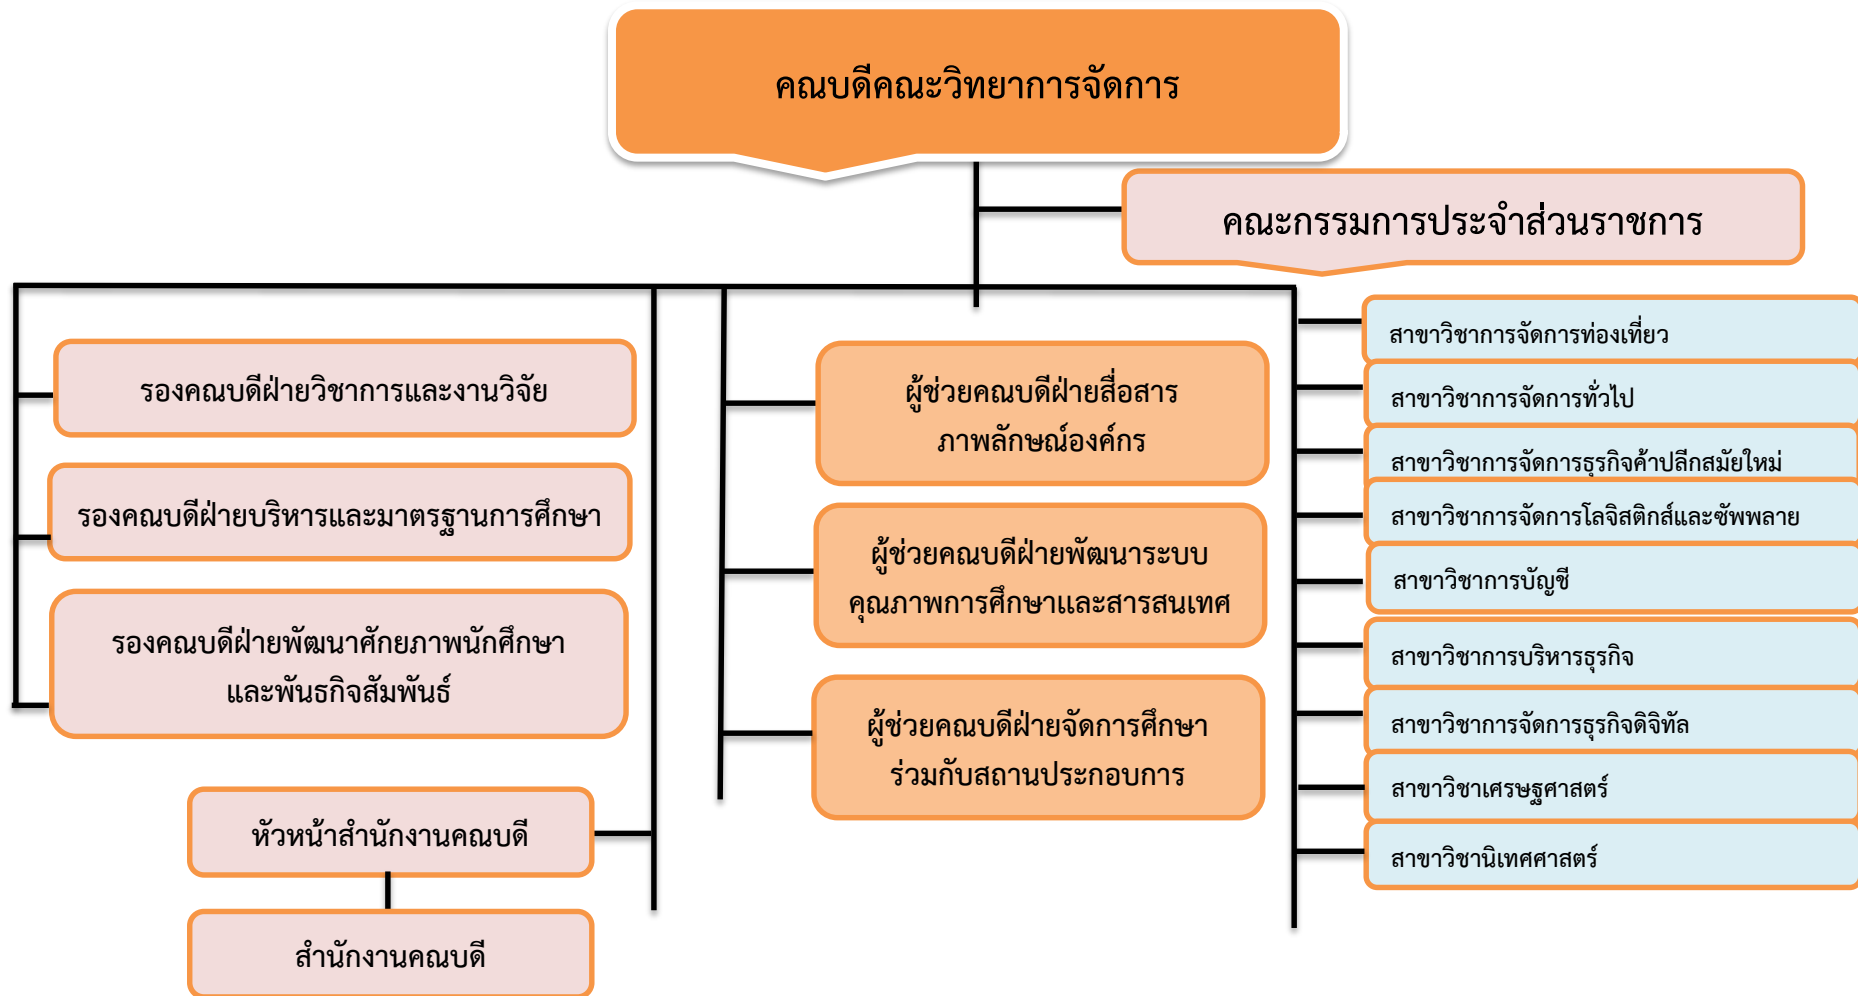 คณบดีคณะวิทยาการจัดการ
คณะกรรมการประจำส่วนราชการ
รองคณบดีฝ่ายวิชาการและงานวิจัย
รองคณบดีฝ่ายบริหารและมาตรฐานการศึกษา
รองคณบดีฝ่ายพัฒนาศักยภาพนักศึกษา
และพันธกิจสัมพันธ์
หัวหน้าสำนักงานคณบดี
สำนักงานคณบดี
ผู้ช่วยคณบดีฝ่ายสื่อสาร
ภาพลักษณ์องค์กร
ผู้ช่วยคณบดีฝ่ายพัฒนาระบบ
คุณภาพการศึกษาและสารสนเทศ
ผู้ช่วยคณบดีฝ่ายจัดการศึกษา
ร่วมกับสถานประกอบการ
สาขาวิชาการจัดการท่องเที่ยว
สาขาวิชาการจัดการทั่วไป
สาขาวิชาการจัดการธุรกิจค้าปลีกสมัยใหม่
สาขาวิชาการจัดการโลจิสติกส์และซัพพลาย
สาขาวิชาการบัญชี
สาขาวิชาการบริหารธุรกิจ
สาขาวิชาการจัดการธุรกิจดิจิทัล
สาขาวิชาเศรษฐศาสตร์
สาขาวิชานิเทศศาสตร์